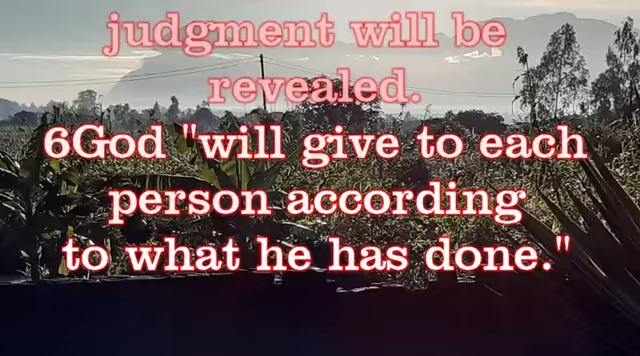 judgment will be
revealed.
6God "will give to each
person according
to what he has done."